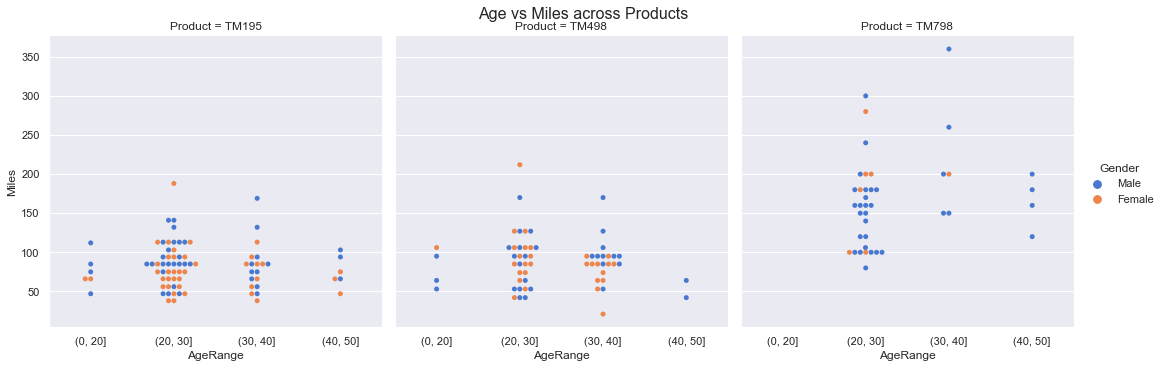 Age vs Miles across Products
Product = TM195
Product = TM498
Product = TM798
350
300
250
200
150
100
50
Miles
(0, 20]
(20, 30]
(30, 40]
(40, 50]
AgeRange
(0, 20]
(20, 30]
(30, 40]
(40, 50]
AgeRange
(0, 20]
(20, 30]
(30, 40]
(40, 50]
AgeRange
Gender
Male
Female